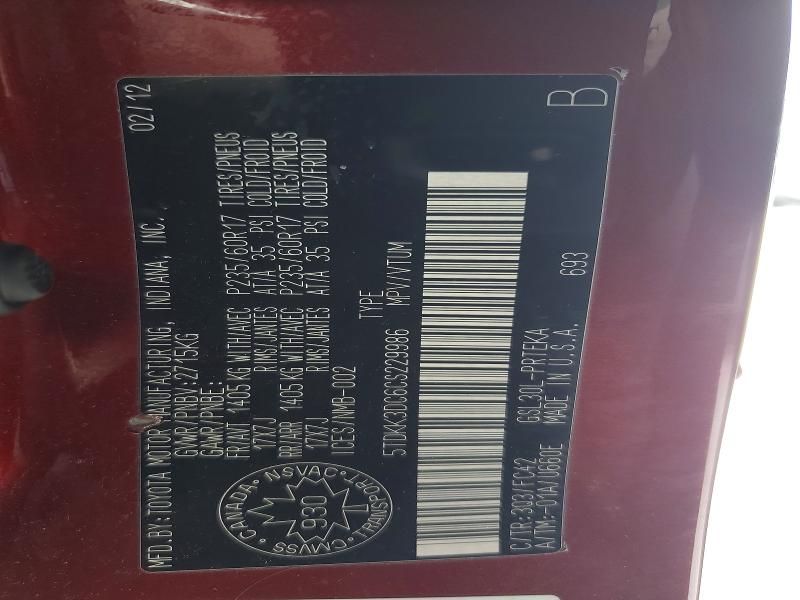 MFD.BY:TOYOTA MOTOR MANUFACTURING, INDIANA, INC. 02/12
GVWR/PNBV:2715KG
GAWR/PNBE:
FR/AVT 1405 KG WITH/AVEC P235/60R17 TIRES/PNEUS
17X7J RIMS/JANTES AT/A 35 PSI COLD/FROID
RR/ARR 1405 KG WITH/AVEC P235/60R17 TIRES/PNEUS
17X7J RIMS/JANTES AT/A 35 PSI COLD/FROID
ICES/NMB-002
CANADA NSVAC TRANSPORT CMVSS
930
TYPE
5TDKK3DC6CS229986 MPV/VTUM
C/TR:3Q3/FC42 GSL30L-PRTEKA 693
A/TM:-01A/U660E MADE IN U.S.A.
B